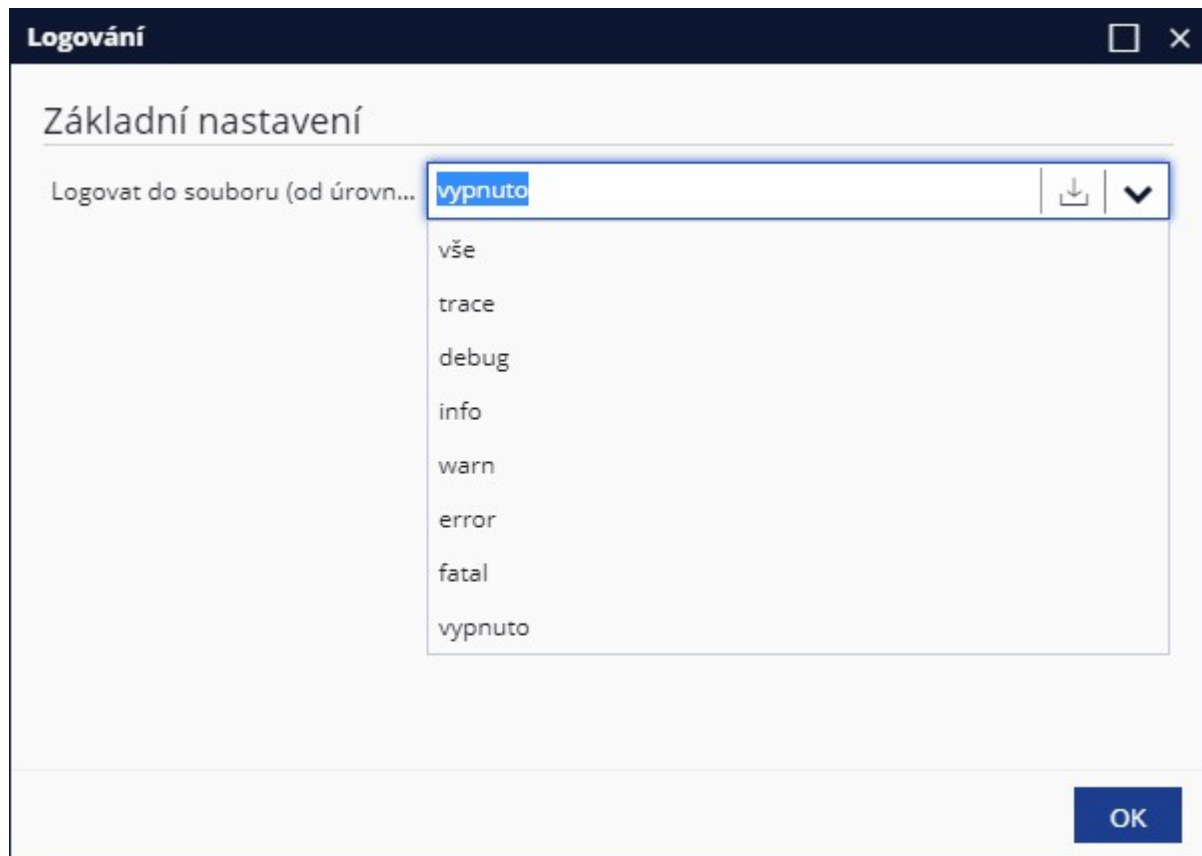 Logování
Základní nastavení
Logovat do souboru (od úrovn... vypnuto
vše
trace
debug
info
warn
error
fatal
vypnuto
OK